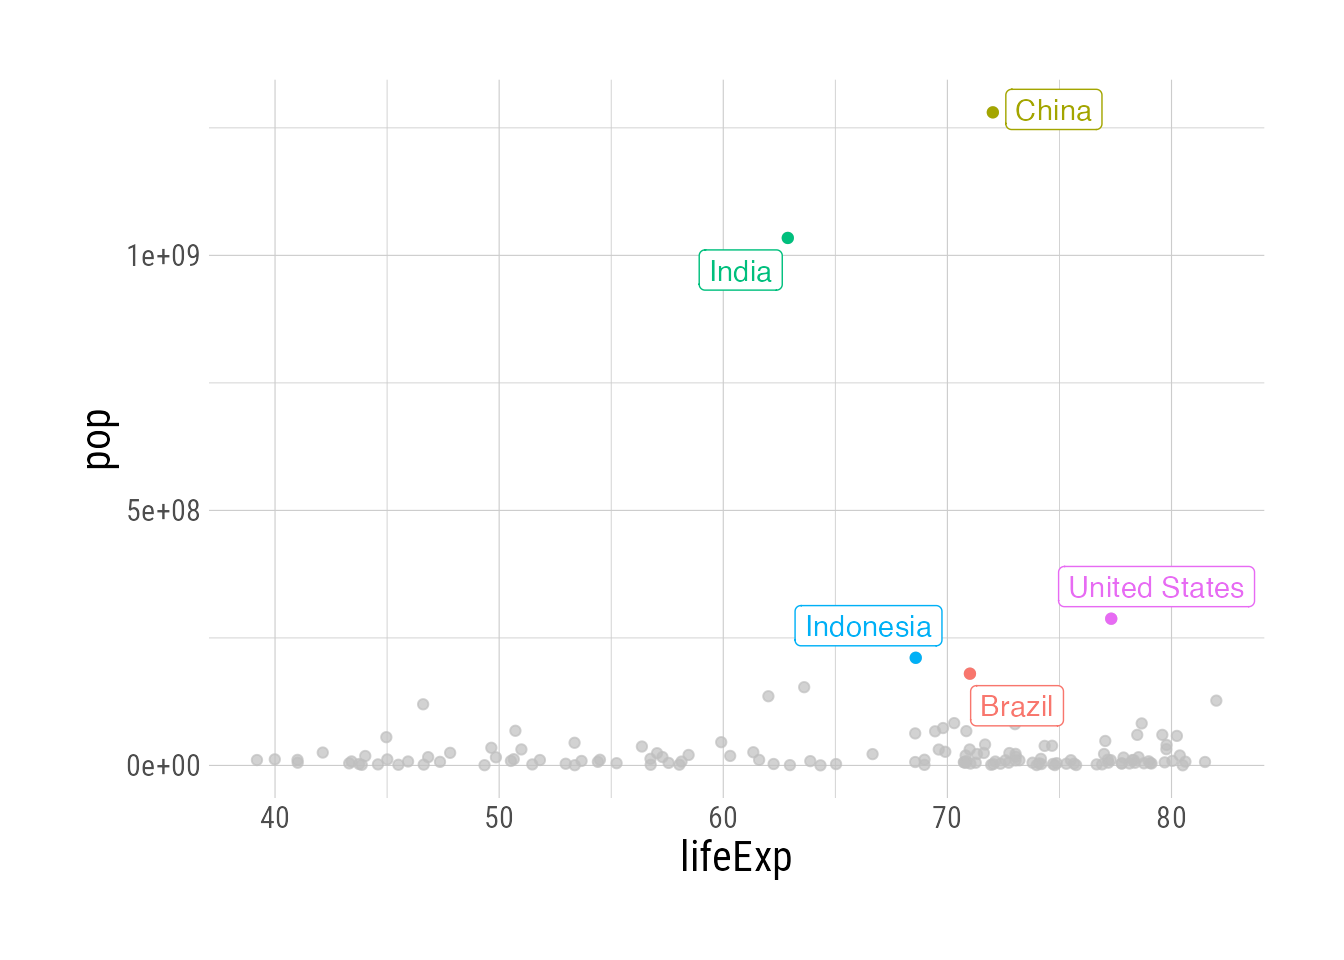 China
India
1e+09
pop
5e+08
United States
Indonesia
Brazil
0e+00
40 50 60 70 80
lifeExp